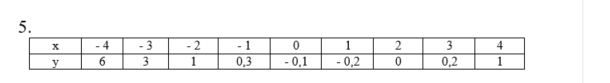 5.
x - 4 - 3 - 2 - 1 0 1 2 3 4
y 6 3 1 0,3 - 0,1 - 0,2 0 0,2 1